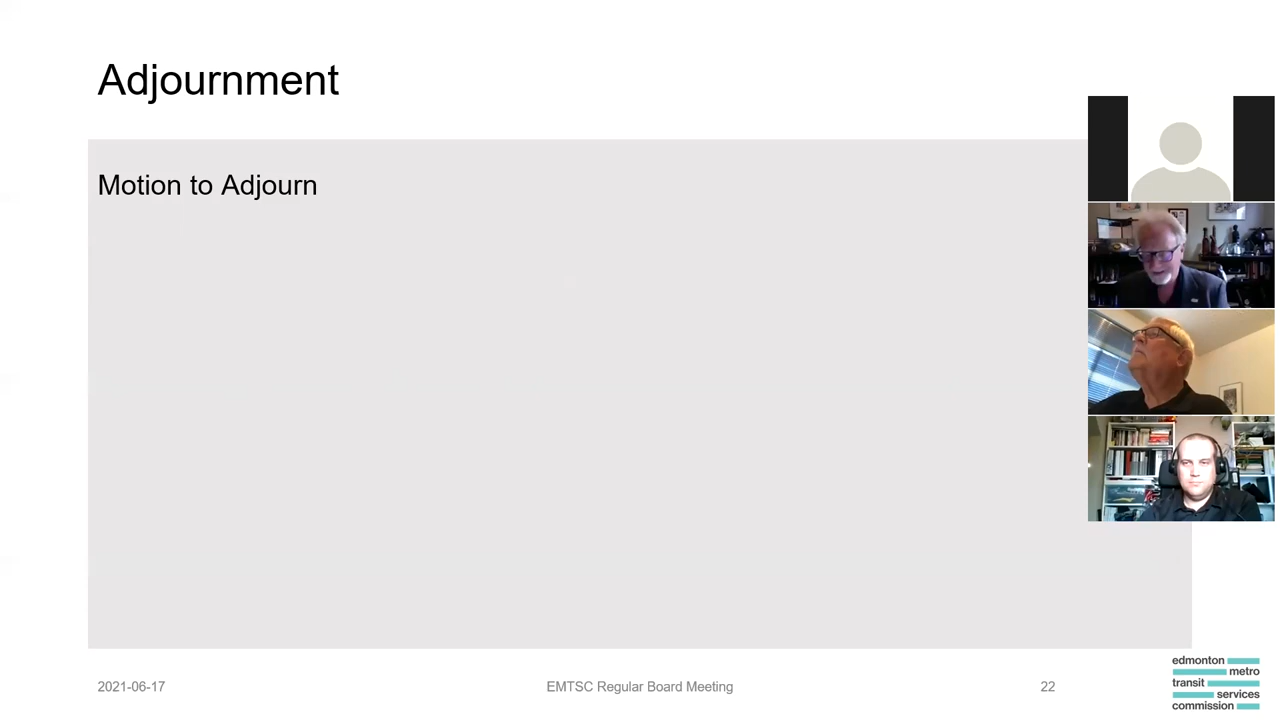 Adjournment
Motion to Adjourn
2021-06-17
EMTSC Regular Board Meeting
22
edmonton
metro
transit
services
commission